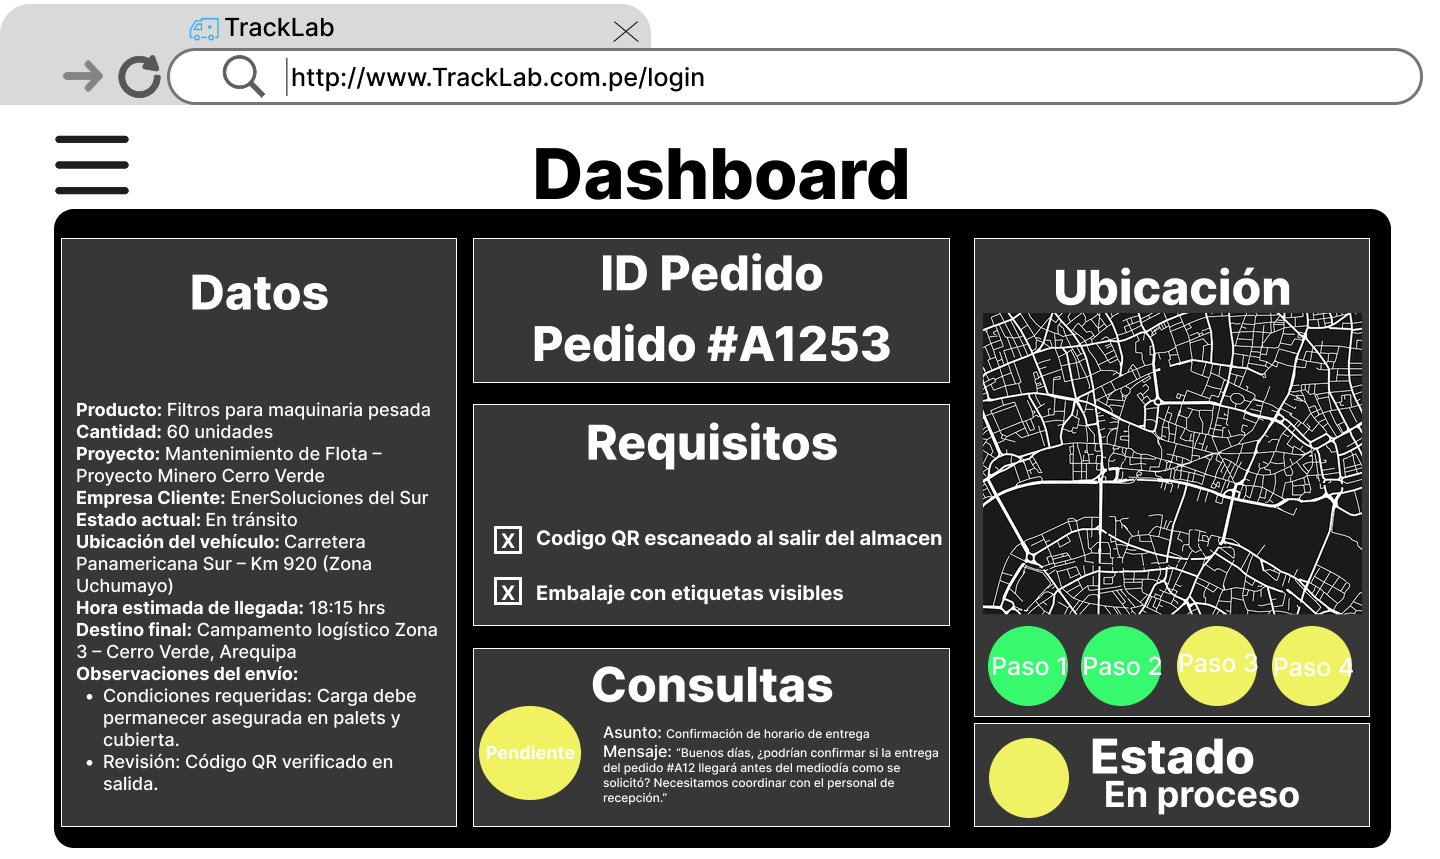 TrackLab
http://www.TrackLab.com.pe/login
Dashboard
Datos
Producto: Filtros para maquinaria pesada
Cantidad: 60 unidades
Proyecto: Mantenimiento de Flota –
Proyecto Minero Cerro Verde
Empresa Cliente: EnerSoluciones del Sur
Estado actual: En tránsito
Ubicación del vehículo: Carretera
Panamericana Sur – Km 920 (Zona
Uchumayo)
Hora estimada de llegada: 18:15 hrs
Destino final: Campamento logístico Zona
3 – Cerro Verde, Arequipa
Observaciones del envío:
• Condiciones requeridas: Carga debe
permanecer asegurada en palets y
cubierta.
• Revisión: Código QR verificado en
salida.
ID Pedido
Pedido #A1253
Requisitos
X Codigo QR escaneado al salir del almacen
X Embalaje con etiquetas visibles
Consultas
Pendiente
Asunto: Confirmación de horario de entrega
Mensaje: “Buenos días, ¿podrían confirmar si la entrega
del pedido #A12 llegará antes del mediodía como se
solicitó? Necesitamos coordinar con el personal de
recepción.”
Ubicación
Paso 1 Paso 2 Paso 3 Paso 4
Estado
En proceso